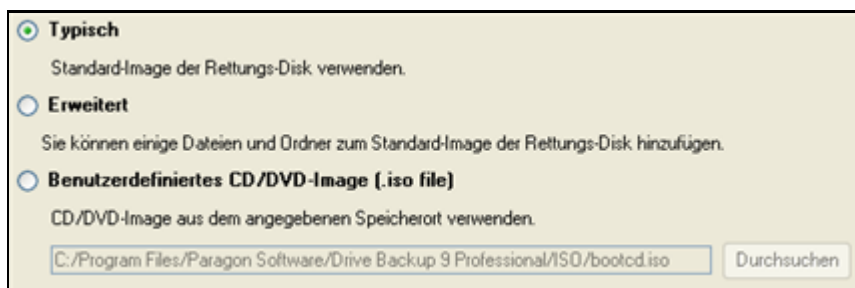 Typisch
Standard-Image der Rettungs-Disk verwenden.
Erweitert
Sie können einige Dateien und Ordner zum Standard-Image der Rettungs-Disk hinzufügen.
Benutzerdefiniertes CD/DVD-Image (.iso file)
CD/DVD-Image aus dem angegebenen Speicherort verwenden.
C:/Program Files/Paragon Software/Drive Backup 9 Professional/ISO/bootcd.iso Durchsuchen